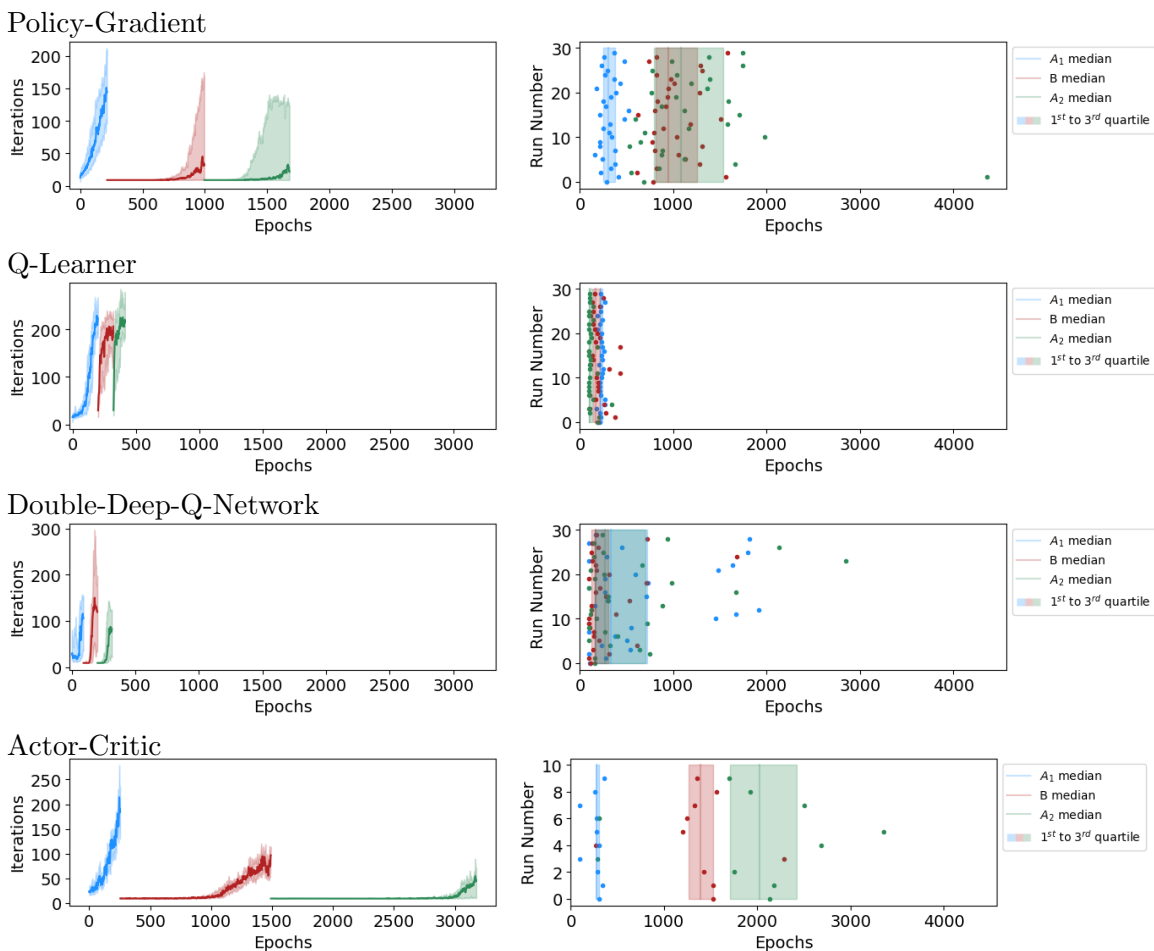 Policy-Gradient
200
150
100
50
0
Iterations
0 500 1000 1500 2000 2500 3000
Epochs
30
20
10
0
Run Number
0 1000 2000 3000 4000
Epochs
A₁ median
B median
A₂ median
1ˢᵗ to 3ʳᵈ quartile
Q-Learner
200
100
0
Iterations
0 500 1000 1500 2000 2500 3000
Epochs
30
20
10
0
Run Number
0 1000 2000 3000 4000
Epochs
A₁ median
B median
A₂ median
1ˢᵗ to 3ʳᵈ quartile
Double-Deep-Q-Network
300
200
100
0
Iterations
0 500 1000 1500 2000 2500 3000
Epochs
30
20
10
0
Run Number
0 1000 2000 3000 4000
Epochs
A₁ median
B median
A₂ median
1ˢᵗ to 3ʳᵈ quartile
Actor-Critic
250
200
150
100
50
0
Iterations
0 1000 2000 3000
Epochs
10
8
6
4
2
0
Run Number
0 1000 2000 3000 4000
Epochs
A₁ median
B median
A₂ median
1ˢᵗ to 3ʳᵈ quartile